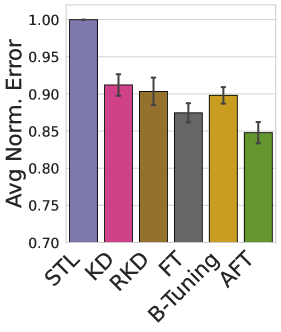 Avg Norm. Error
1.00
0.95
0.90
0.85
0.80
0.75
0.70
STL
KD
RKD
FT
B-Tuning
AFT